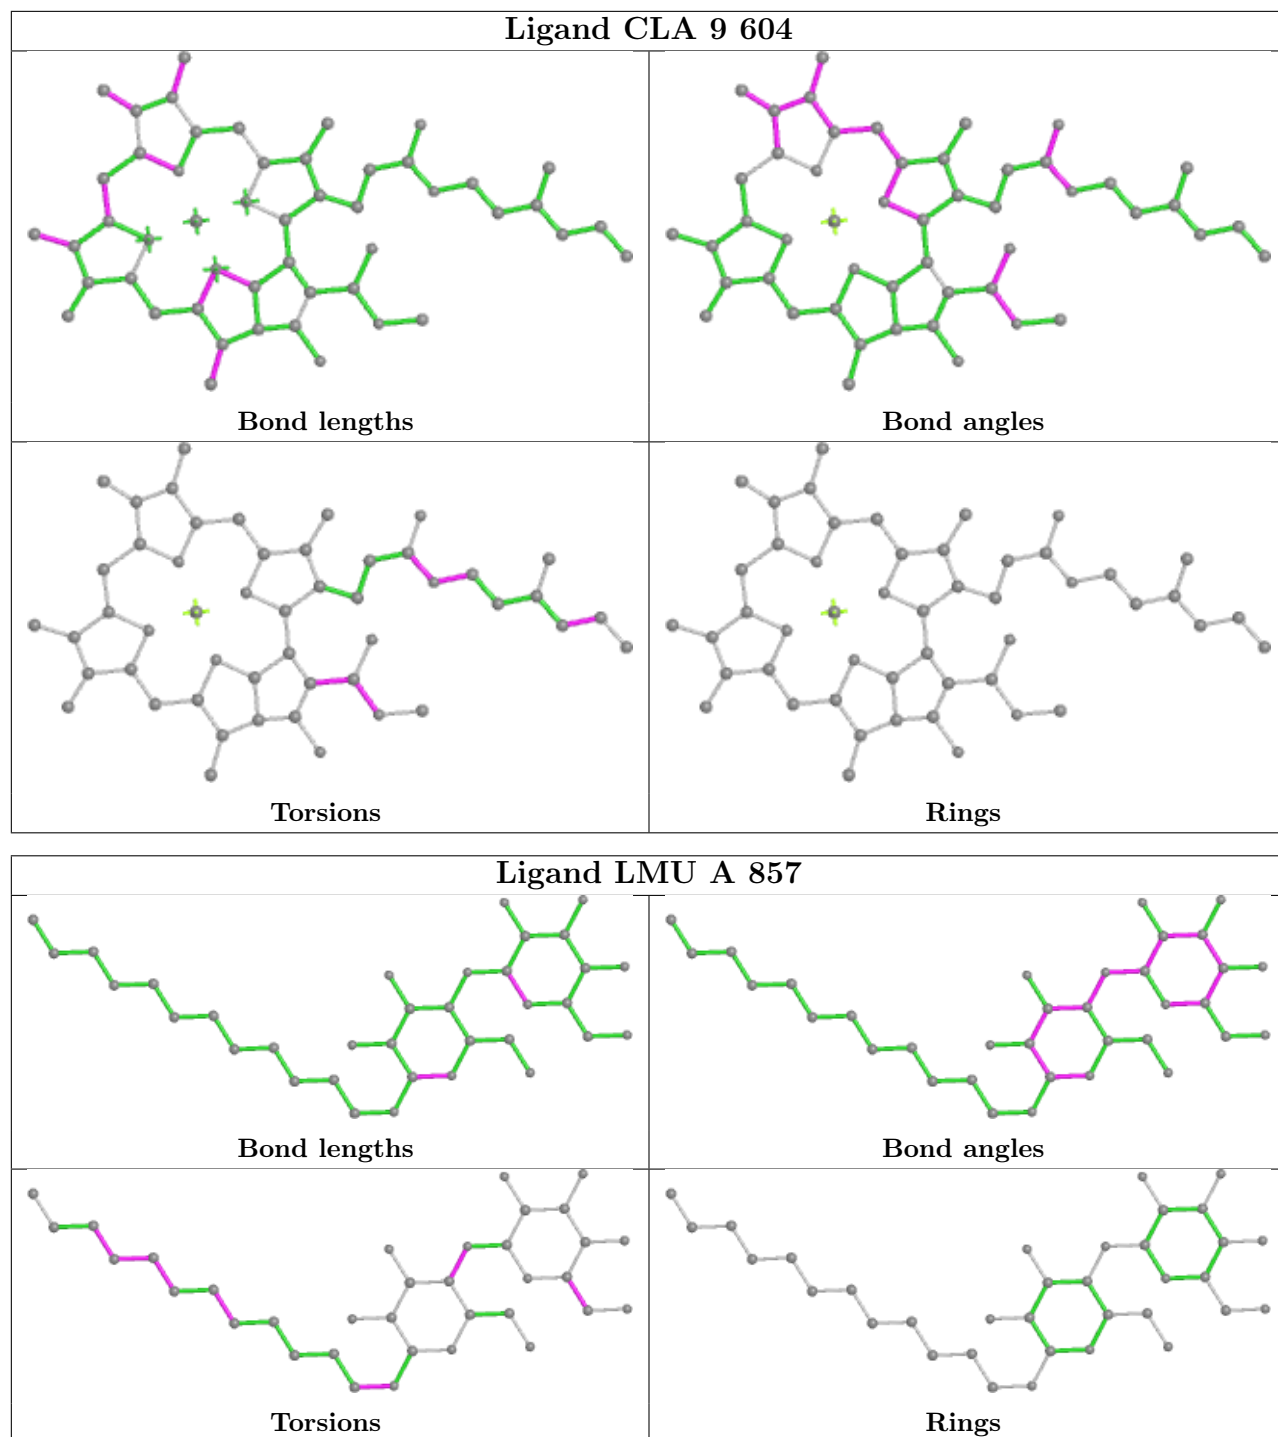 Ligand CLA 9 604
Bond lengths
Bond angles
Torsions
Rings
Ligand LMU A 857
Bond lengths
Bond angles
Torsions
Rings